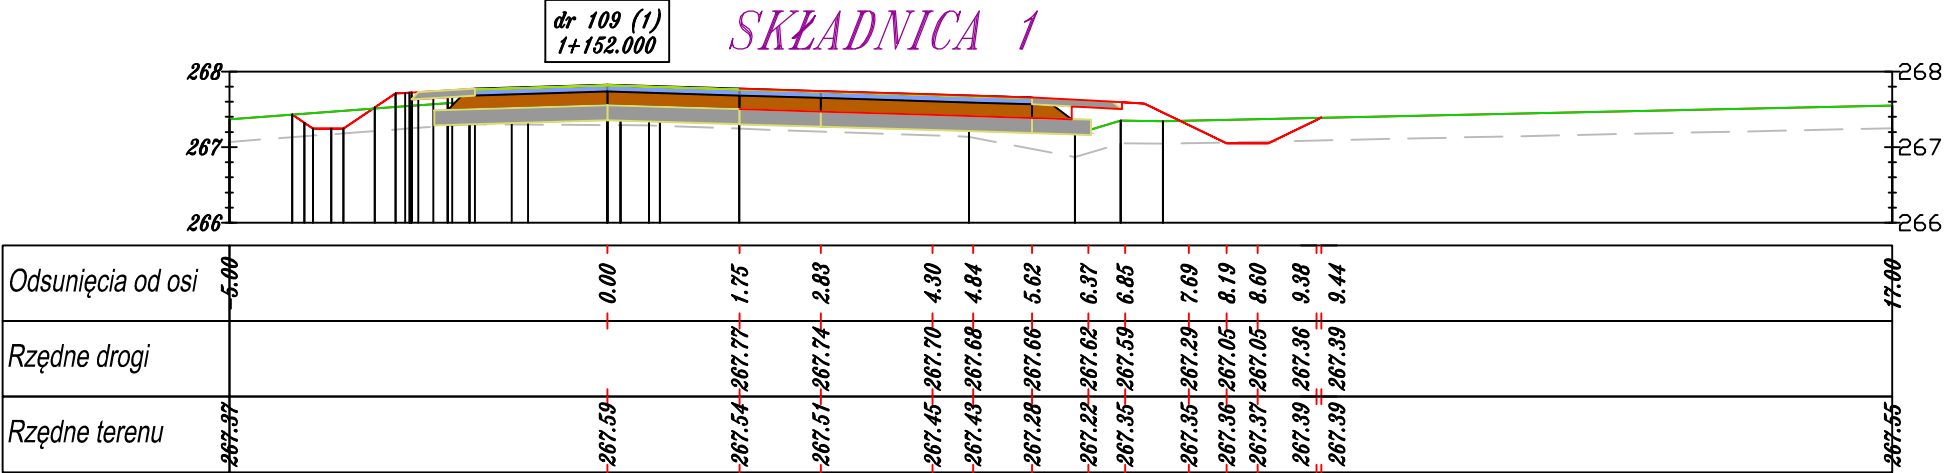 dr 109 (1)
1+152.000
SKŁADNICA 1
268 268
267 267
266 266
Odsunięcia od osi -5.00 0.00 1.75 2.83 4.30 4.84 5.62 6.37 6.85 7.69 8.19 8.60 9.38 9.44 17.00
Rzędne drogi 267.77 267.74 267.70 267.68 267.66 267.62 267.59 267.29 267.05 267.05 267.36 267.39
Rzędne terenu 267.37 267.59 267.54 267.51 267.45 267.43 267.28 267.22 267.35 267.35 267.36 267.37 267.39 267.39 267.55